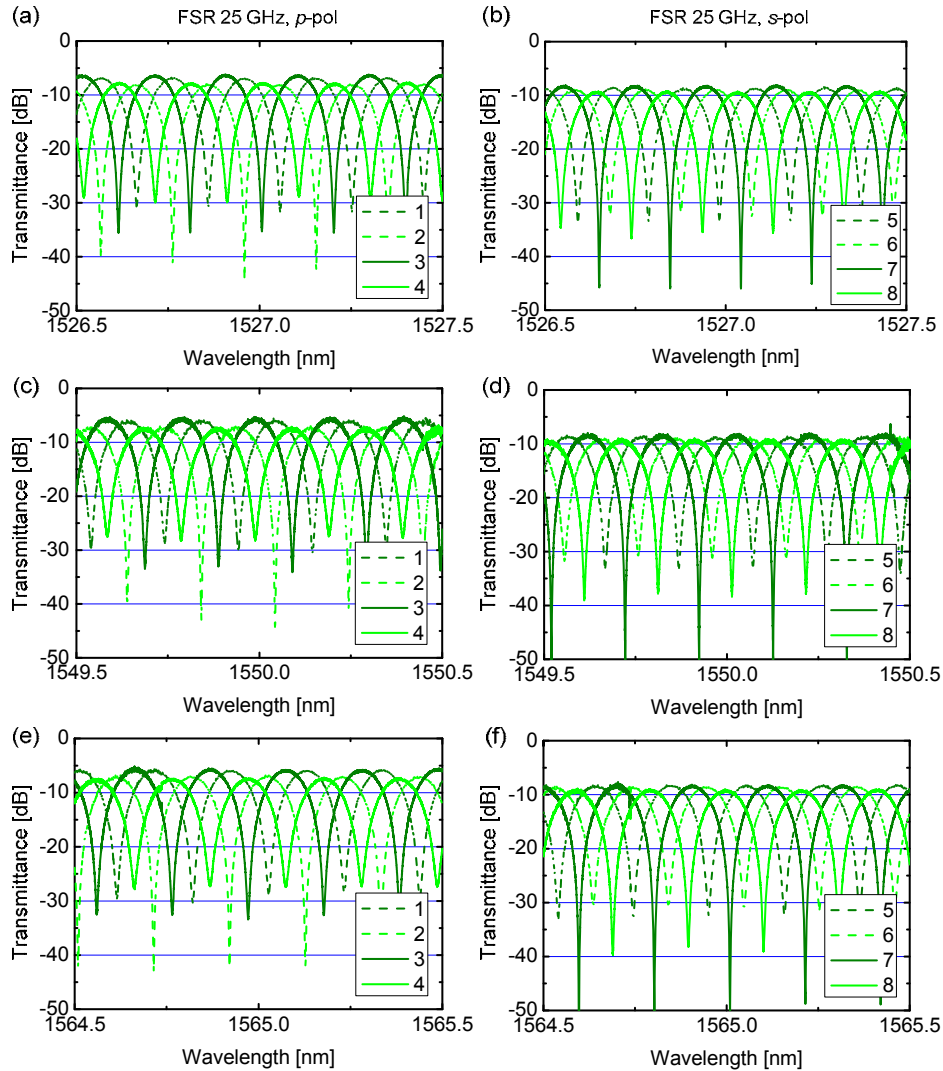 (a) FSR 25 GHz, p-pol
Transmittance [dB]
0
-10
-20
-30
-40
-50
1
2
3
4
1526.5 1527.0 1527.5
Wavelength [nm]
(b) FSR 25 GHz, s-pol
Transmittance [dB]
0
-10
-20
-30
-40
-50
5
6
7
8
1526.5 1527.0 1527.5
Wavelength [nm]
(c)
Transmittance [dB]
0
-10
-20
-30
-40
-50
1
2
3
4
1549.5 1550.0 1550.5
Wavelength [nm]
(d)
Transmittance [dB]
0
-10
-20
-30
-40
-50
5
6
7
8
1549.5 1550.0 1550.5
Wavelength [nm]
(e)
Transmittance [dB]
0
-10
-20
-30
-40
-50
1
2
3
4
1564.5 1565.0 1565.5
Wavelength [nm]
(f)
Transmittance [dB]
0
-10
-20
-30
-40
-50
5
6
7
8
1564.5 1565.0 1565.5
Wavelength [nm]